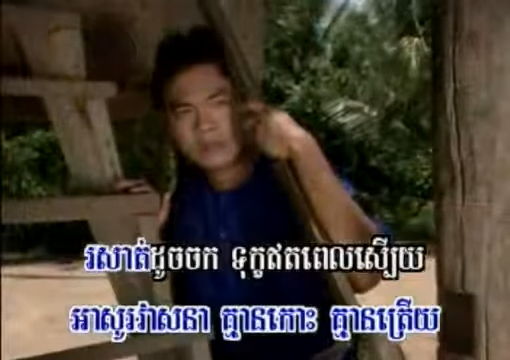 រសាត់ដូចចក ទុក្ខឥតពេលស្បើយ
អាសូរវាសនា គ្មានកោះ គ្មានត្រើយ